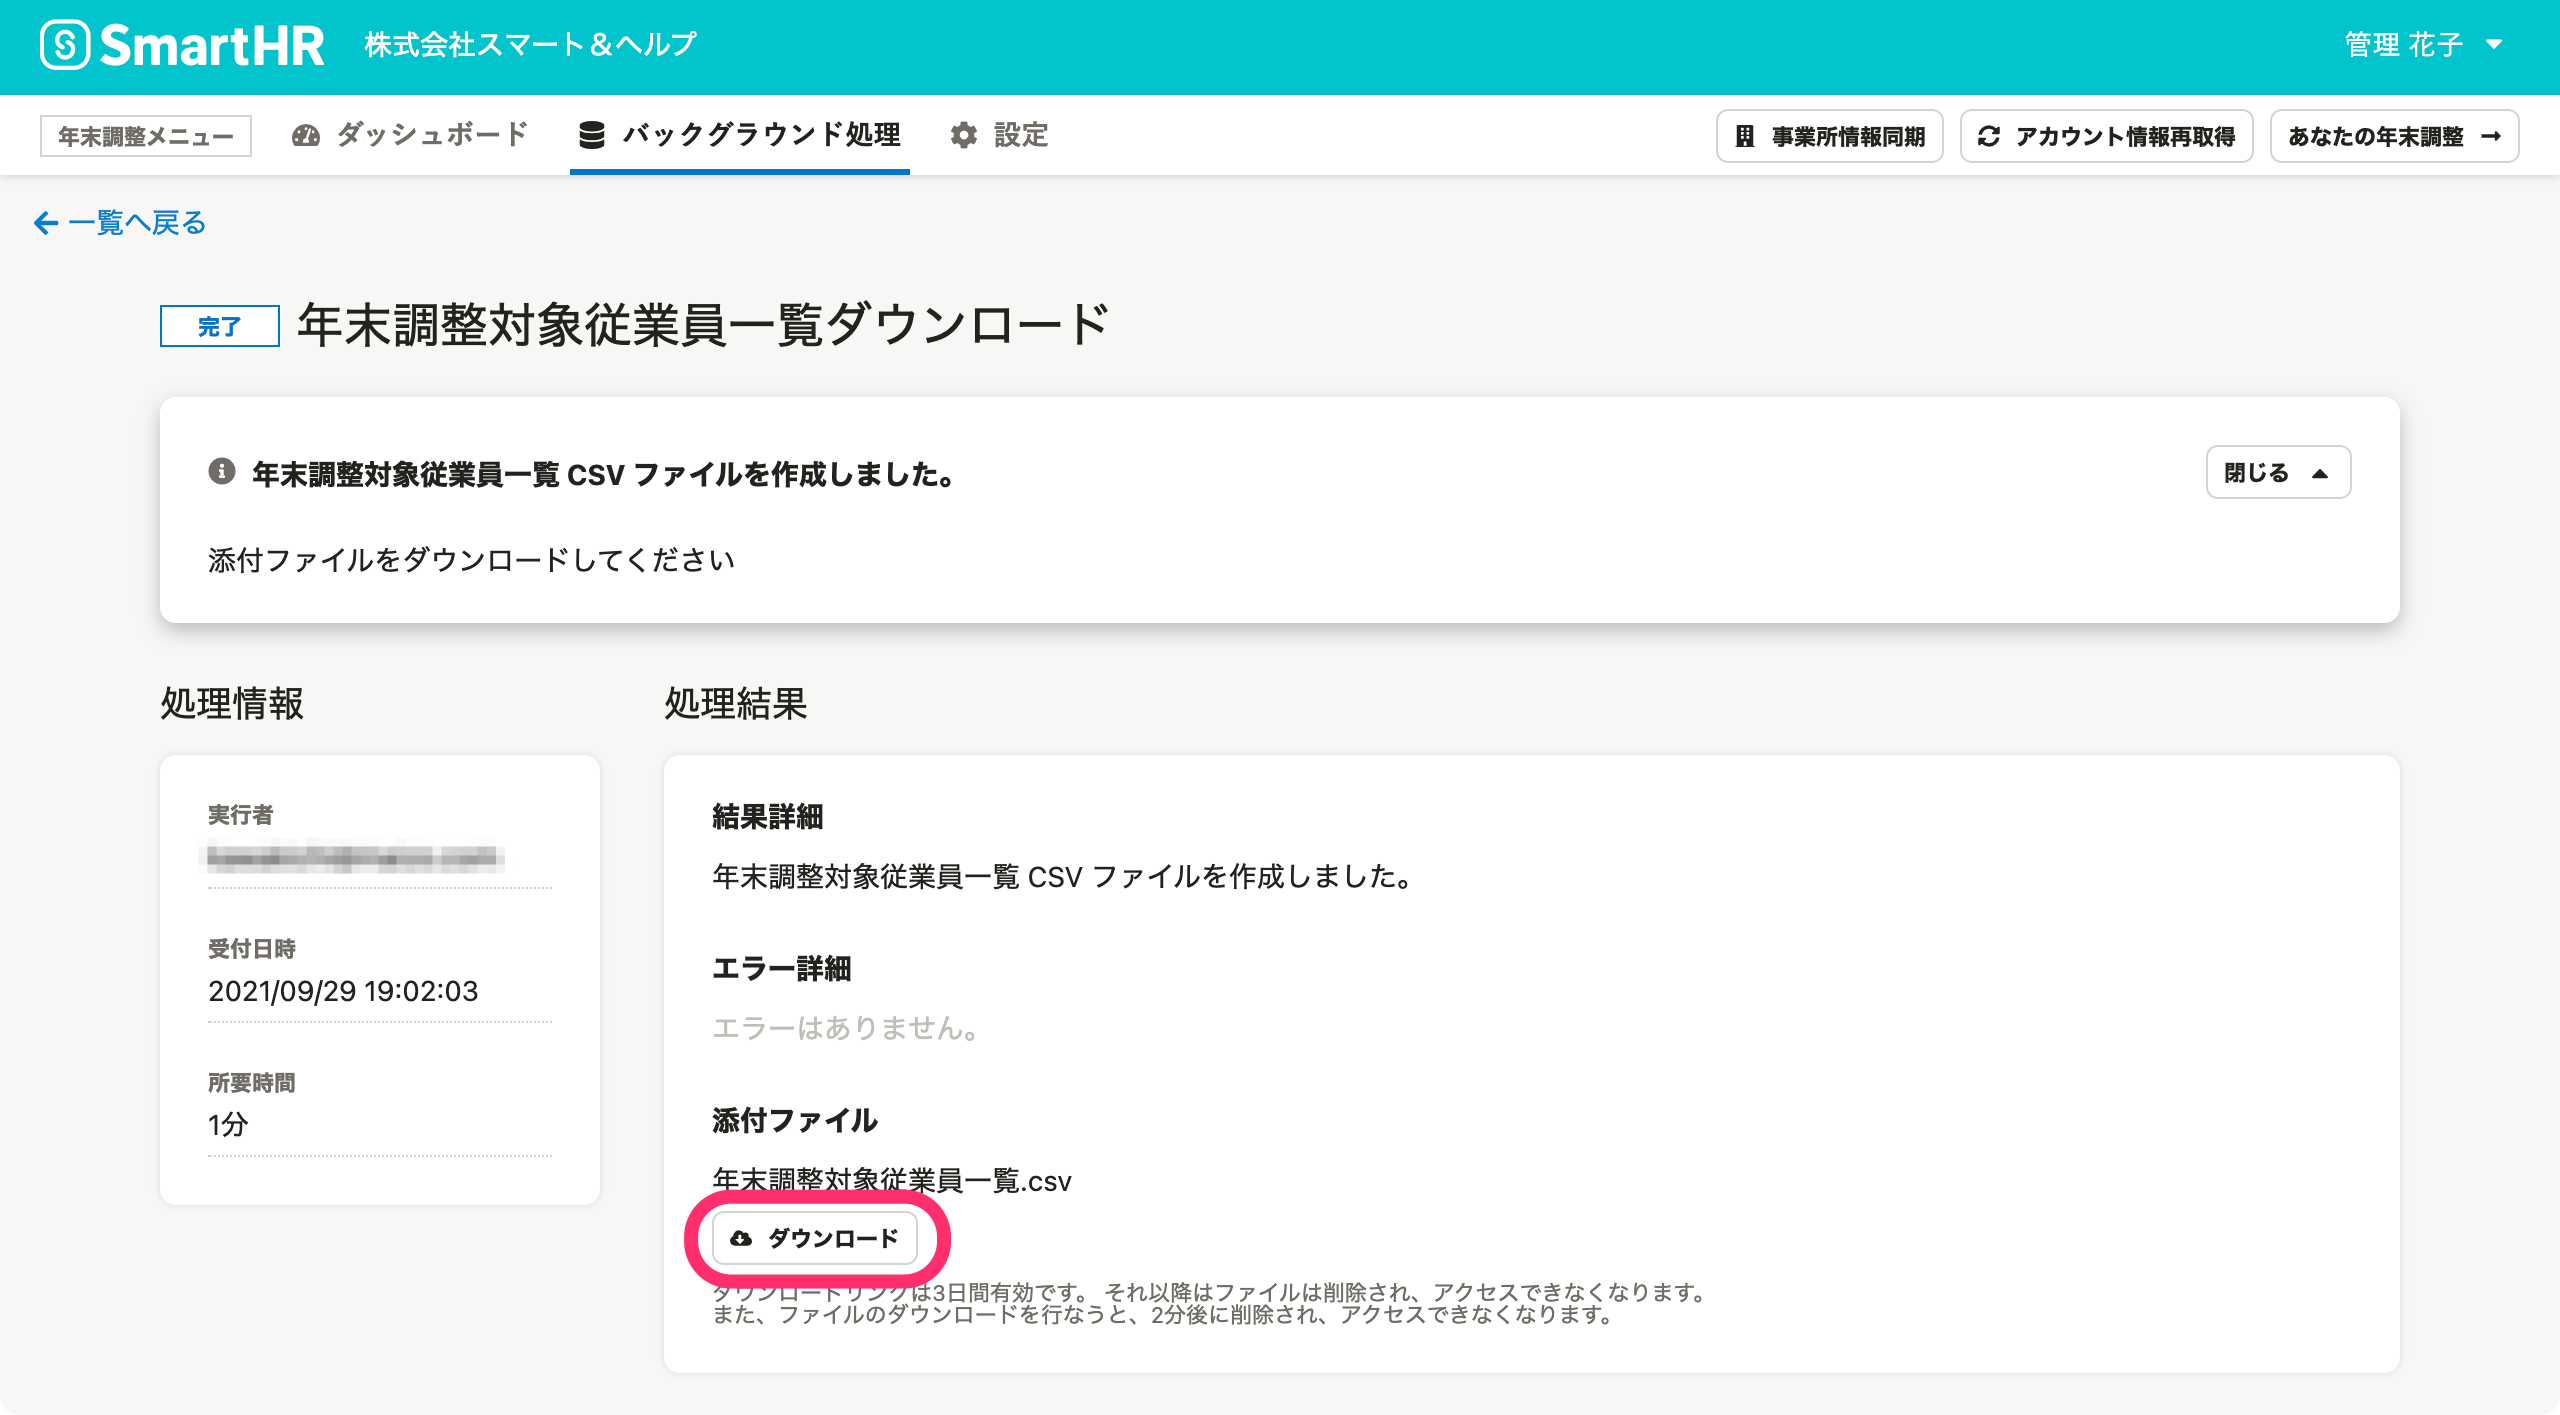 SmartHR 株式会社スマート＆ヘルプ 管理 花子
年末調整メニュー ダッシュボード バックグラウンド処理 設定 事業所情報同期 アカウント情報再取得 あなたの年末調整 →
← 一覧へ戻る
完了 年末調整対象従業員一覧ダウンロード
年末調整対象従業員一覧 CSV ファイルを作成しました。 閉じる
添付ファイルをダウンロードしてください
処理情報
実行者
受付日時
2021/09/29 19:02:03
所要時間
1分
処理結果
結果詳細
年末調整対象従業員一覧 CSV ファイルを作成しました。
エラー詳細
エラーはありません。
添付ファイル
年末調整対象従業員一覧.csv
ダウンロード
ダウンロードリンクは3日間有効です。 それ以降はファイルは削除され、アクセスできなくなります。
また、ファイルのダウンロードを行なうと、2分後に削除され、アクセスできなくなります。